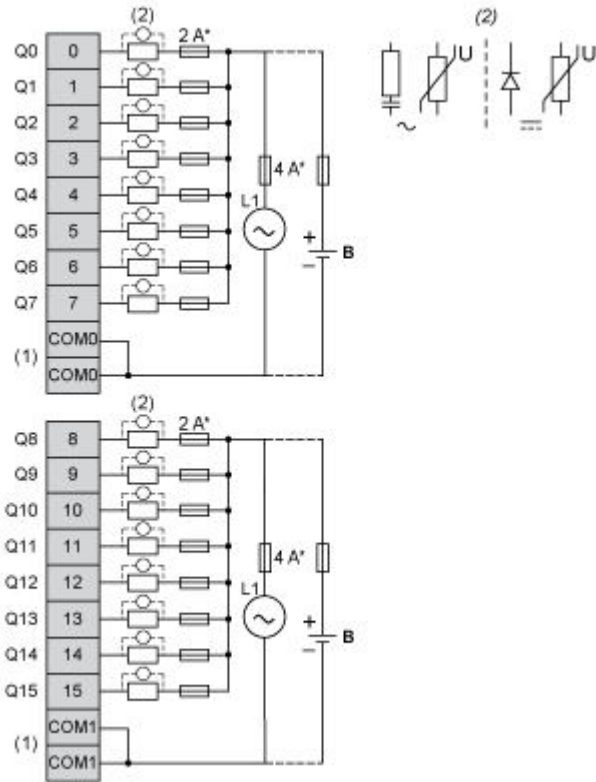 (2) (2)
Q0 0 2 A*
Q1 1
Q2 2
Q3 3
4 A*
Q4 4
L1
Q5 5
Q6 6
+
− B
Q7 7
COM0
(1)
COM0
U U
(2)
Q8 8 2 A*
Q9 9
Q10 10
Q11 11
4 A*
Q12 12
L1
Q13 13
+
− B
Q14 14
Q15 15
COM1
(1)
COM1